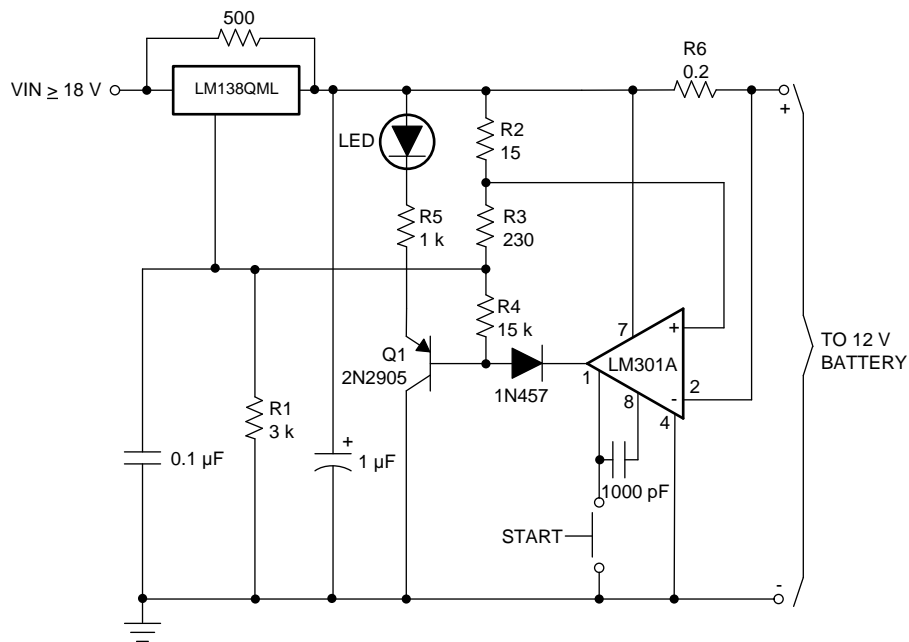 500
VIN ≥ 18 V
LM138QML
R6
0.2
+
LED
R2
15
R5
1 k
R3
230
R4
15 k
Q1
2N2905
1N457
7
+
LM301A
1
2
8
-
4
TO 12 V
BATTERY
R1
3 k
0.1 µF
+
1 µF
1000 pF
START
-